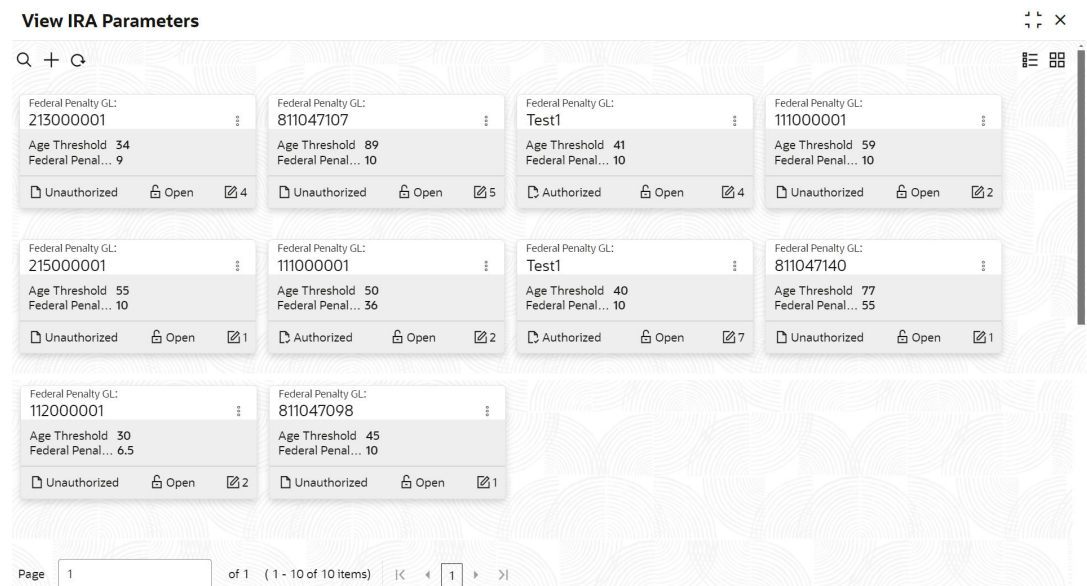 View IRA Parameters
Federal Penalty GL:
213000001
Age Threshold 34
Federal Penal... 9
Unauthorized Open 4
Federal Penalty GL:
811047107
Age Threshold 89
Federal Penal... 10
Unauthorized Open 5
Federal Penalty GL:
Test1
Age Threshold 41
Federal Penal... 10
Authorized Open 4
Federal Penalty GL:
111000001
Age Threshold 59
Federal Penal... 10
Unauthorized Open 2
Federal Penalty GL:
215000001
Age Threshold 55
Federal Penal... 10
Unauthorized Open 1
Federal Penalty GL:
111000001
Age Threshold 50
Federal Penal... 36
Authorized Open 2
Federal Penalty GL:
Test1
Age Threshold 40
Federal Penal... 10
Authorized Open 7
Federal Penalty GL:
811047140
Age Threshold 77
Federal Penal... 55
Unauthorized Open 1
Federal Penalty GL:
112000001
Age Threshold 30
Federal Penal... 6.5
Unauthorized Open 2
Federal Penalty GL:
811047098
Age Threshold 45
Federal Penal... 10
Unauthorized Open 1
Page 1 of 1 (1 - 10 of 10 items) 1